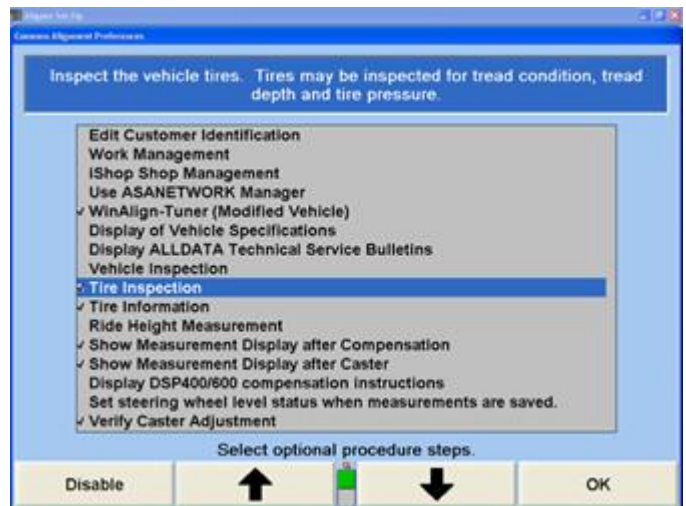 Aligner Set-Up
Common Alignment Preferences
Inspect the vehicle tires. Tires may be inspected for tread condition, tread
depth and tire pressure.
Edit Customer Identification
Work Management
iShop Shop Management
Use ASANETWORK Manager
WinAlign-Tuner (Modified Vehicle)
Display of Vehicle Specifications
Display ALLDATA Technical Service Bulletins
Vehicle Inspection
Tire Inspection
Tire Information
Ride Height Measurement
Show Measurement Display after Compensation
Show Measurement Display after Caster
Display DSP400/600 compensation instructions
Set steering wheel level status when measurements are saved.
Verify Caster Adjustment
Select optional procedure steps.
Disable
OK